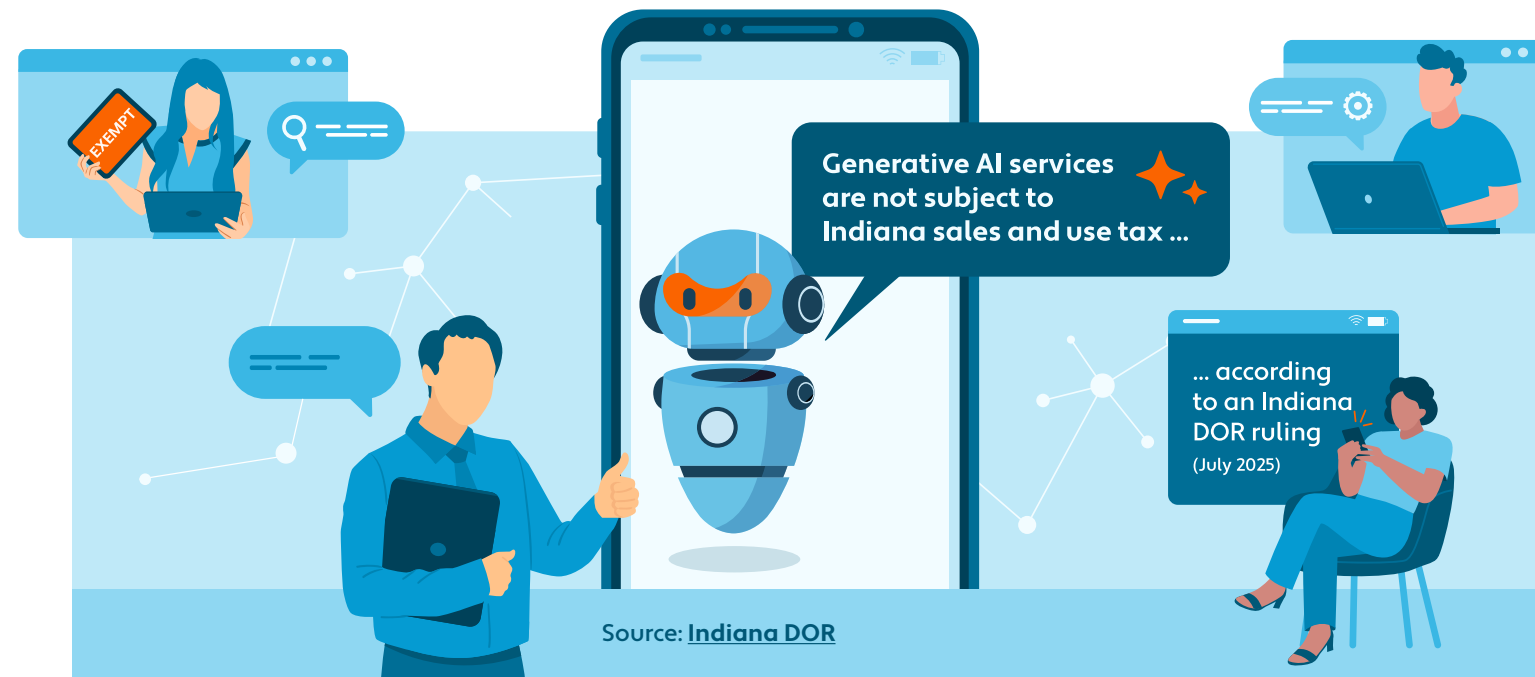 EXEMPT
Generative AI services
are not subject to
Indiana sales and use tax ...
... according
to an Indiana
DOR ruling
(July 2025)
Source: Indiana DOR